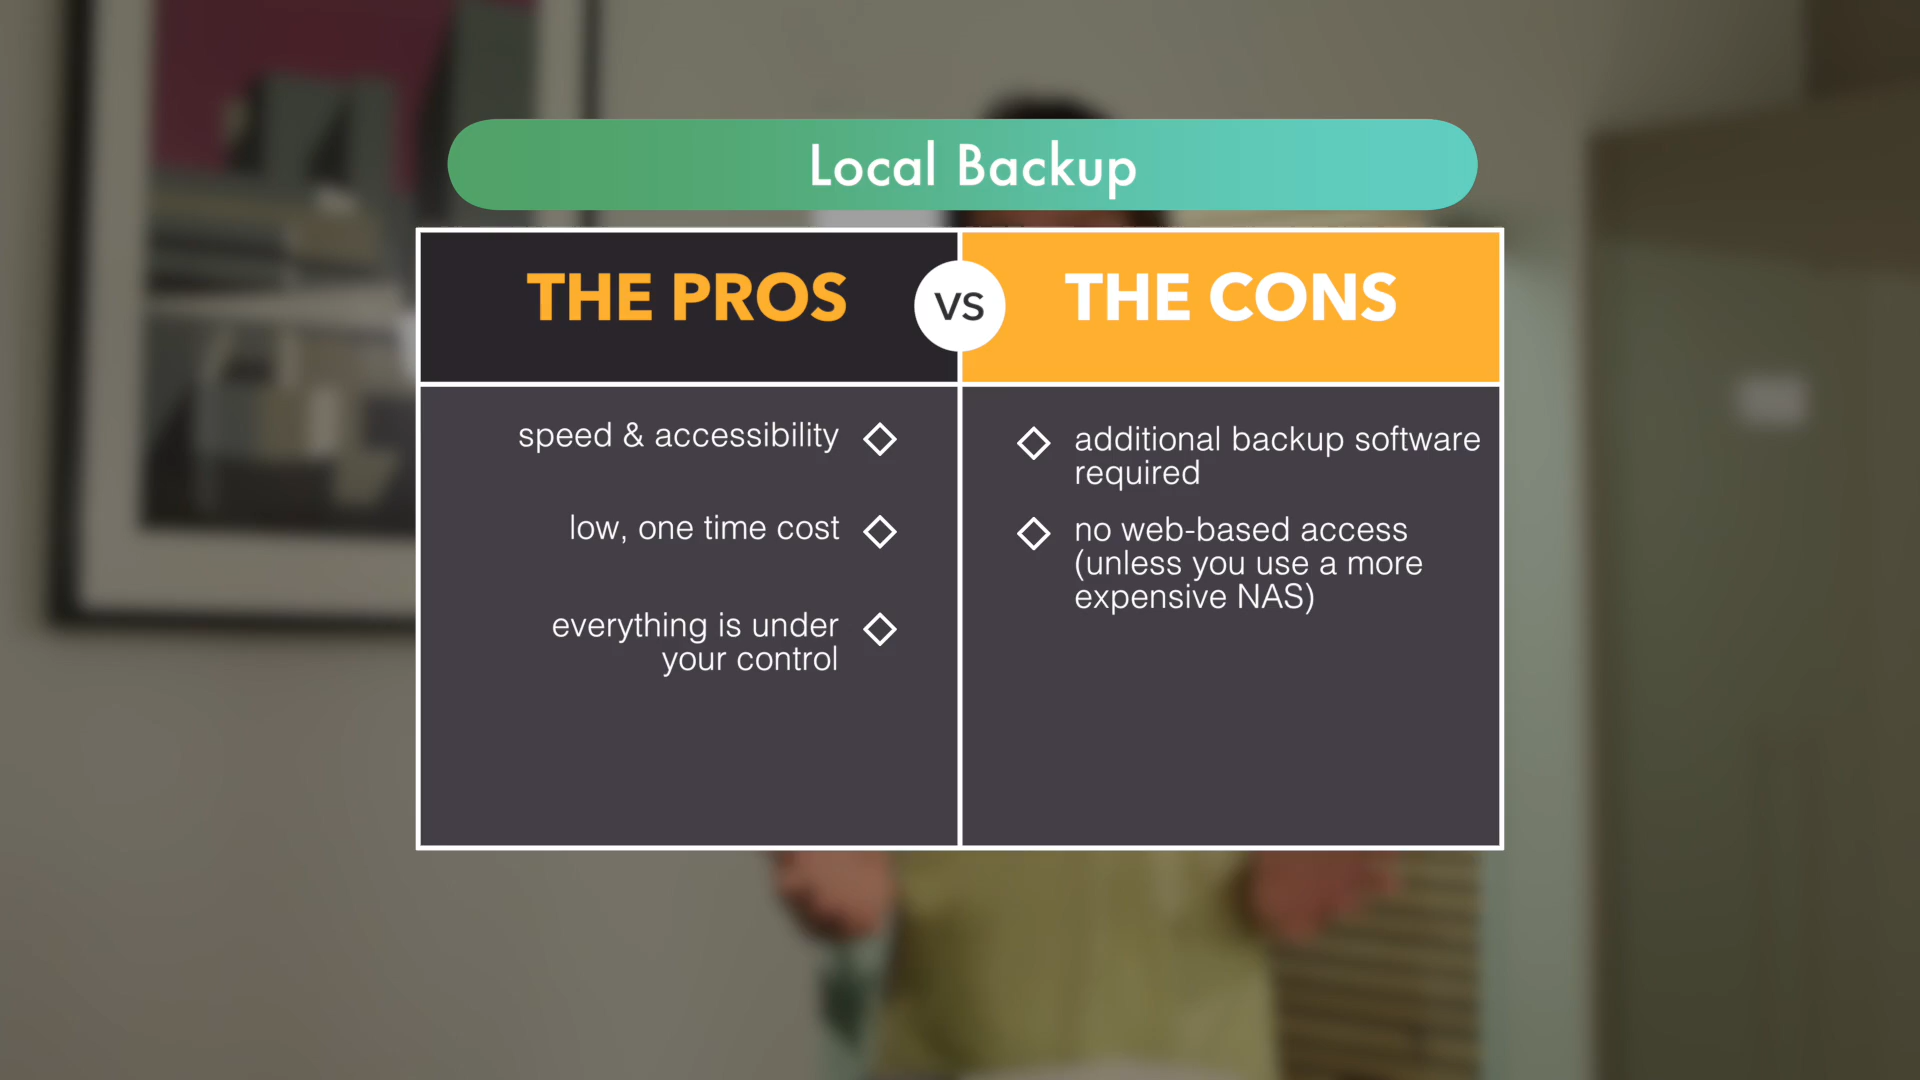 Local Backup
THE PROS
VS
THE CONS
speed & accessibility
low, one time cost
everything is under
your control
additional backup software
required
no web-based access
(unless you use a more
expensive NAS)